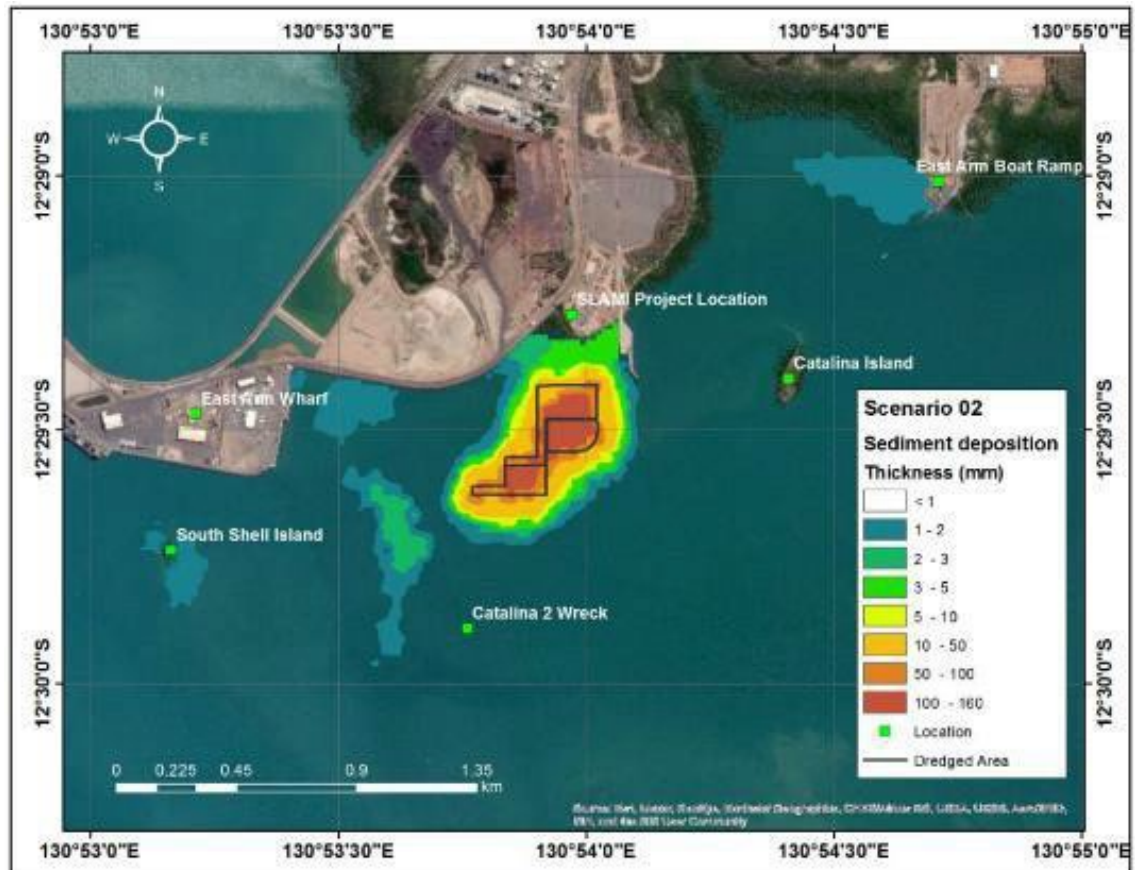 130°53'0"E 130°53'30"E 130°54'0"E 130°54'30"E 130°55'0"E
N
W E
S
12°29'0"S 12°29'0"S
East Arm Boat Ramp
SLAMI Project Location
Catalina Island
East Arm Wharf
12°29'30"S 12°29'30"S
South Shell Island
Catalina 2 Wreck
12°30'0"S 12°30'0"S
Scenario 02
Sediment deposition
Thickness (mm)
< 1
1 - 2
2 - 3
3 - 5
5 - 10
10 - 50
50 - 100
100 - 160
Location
Dredged Area
0 0.225 0.45 0.9 1.35
km
and the GIS User Community
130°53'0"E 130°53'30"E 130°54'0"E 130°54'30"E 130°55'0"E